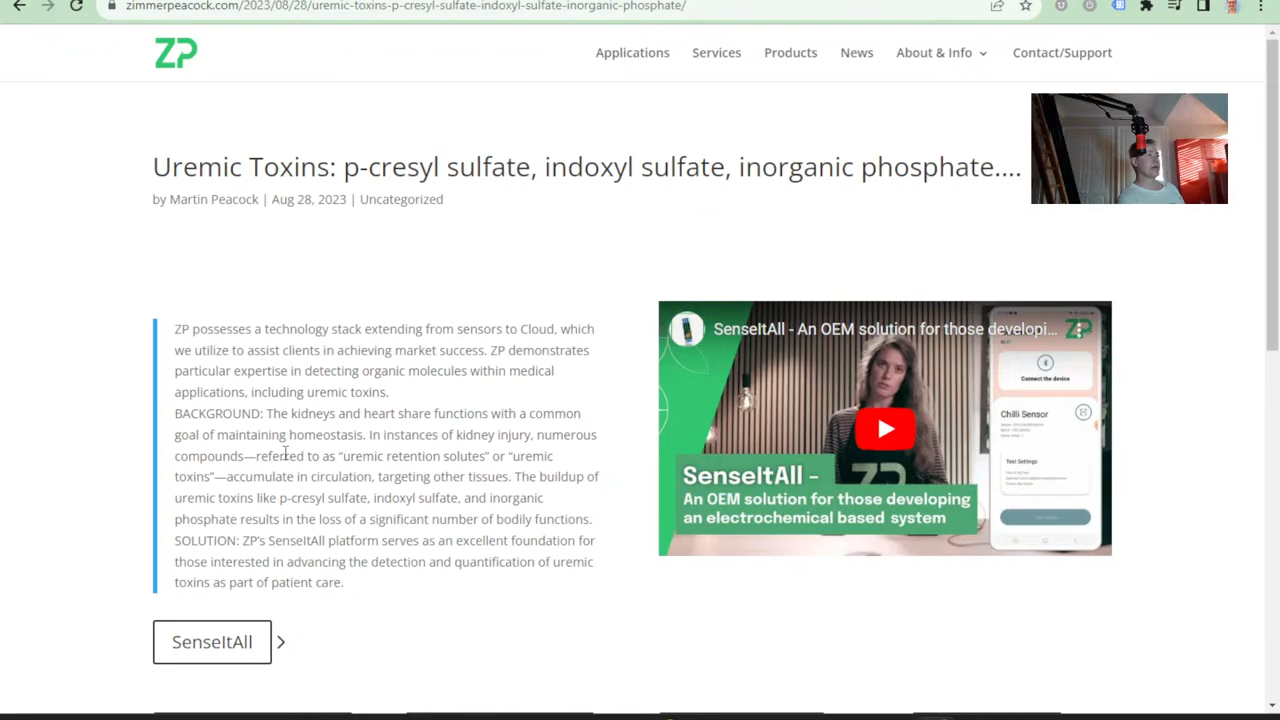 zimmerpeacock.com/2023/08/28/uremic-toxins-p-cresyl-sulfate-indoxyl-sulfate-inorganic-phosphate/
ZP
Applications
Services
Products
News
About & Info
Contact/Support
Uremic Toxins: p-cresyl sulfate, indoxyl sulfate, inorganic phosphate....
by Martin Peacock | Aug 28, 2023 | Uncategorized
ZP possesses a technology stack extending from sensors to Cloud, which
we utilize to assist clients in achieving market success. ZP demonstrates
particular expertise in detecting organic molecules within medical
applications, including uremic toxins.
BACKGROUND: The kidneys and heart share functions with a common
goal of maintaining homeostasis. In instances of kidney injury, numerous
compounds—referred to as “uremic retention solutes” or “uremic
toxins”—accumulate in circulation, targeting other tissues. The buildup of
uremic toxins like p-cresyl sulfate, indoxyl sulfate, and inorganic
phosphate results in the loss of a significant number of bodily functions.
SOLUTION: ZP’s SenseItAll platform serves as an excellent foundation for
those interested in advancing the detection and quantification of uremic
toxins as part of patient care.
SenseItAll
SenseItAll - An OEM solution for those developi...
ZP
Connect the device
Chilli Sensor
Test Settings
ZP
SenseItAll -
An OEM solution for those developing
an electrochemical based system